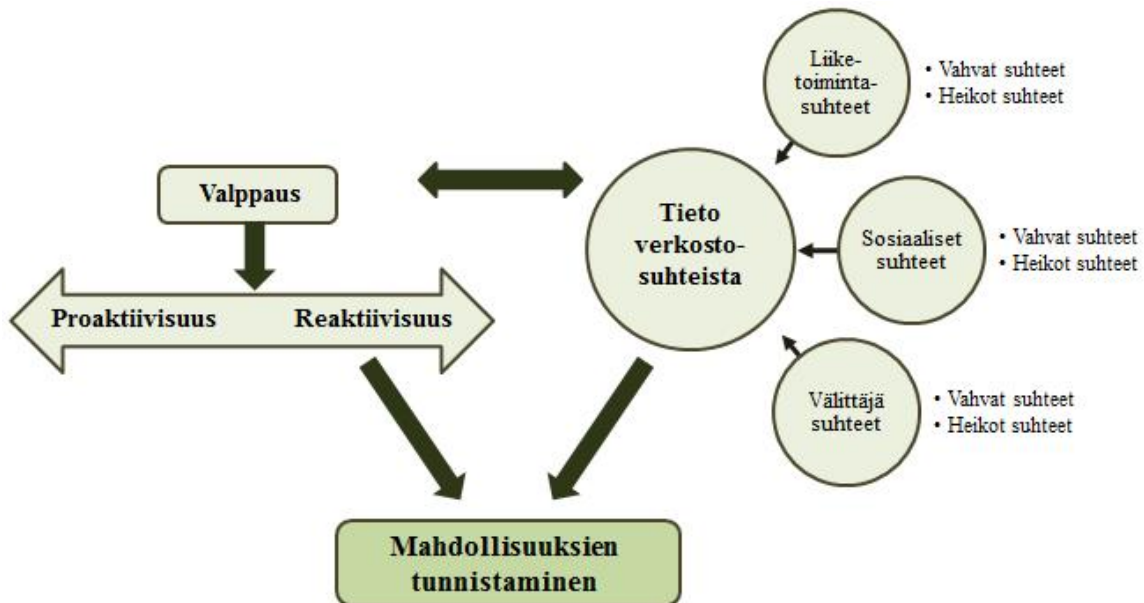 Liike-
toiminta-
suhteet
• Vahvat suhteet
• Heikot suhteet
Valppaus
Tieto
verkosto-
suhteista
Sosiaaliset
suhteet
• Vahvat suhteet
• Heikot suhteet
Proaktiivisuus
Reaktiivisuus
Välittäjä
suhteet
• Vahvat suhteet
• Heikot suhteet
Mahdollisuuksien
tunnistaminen